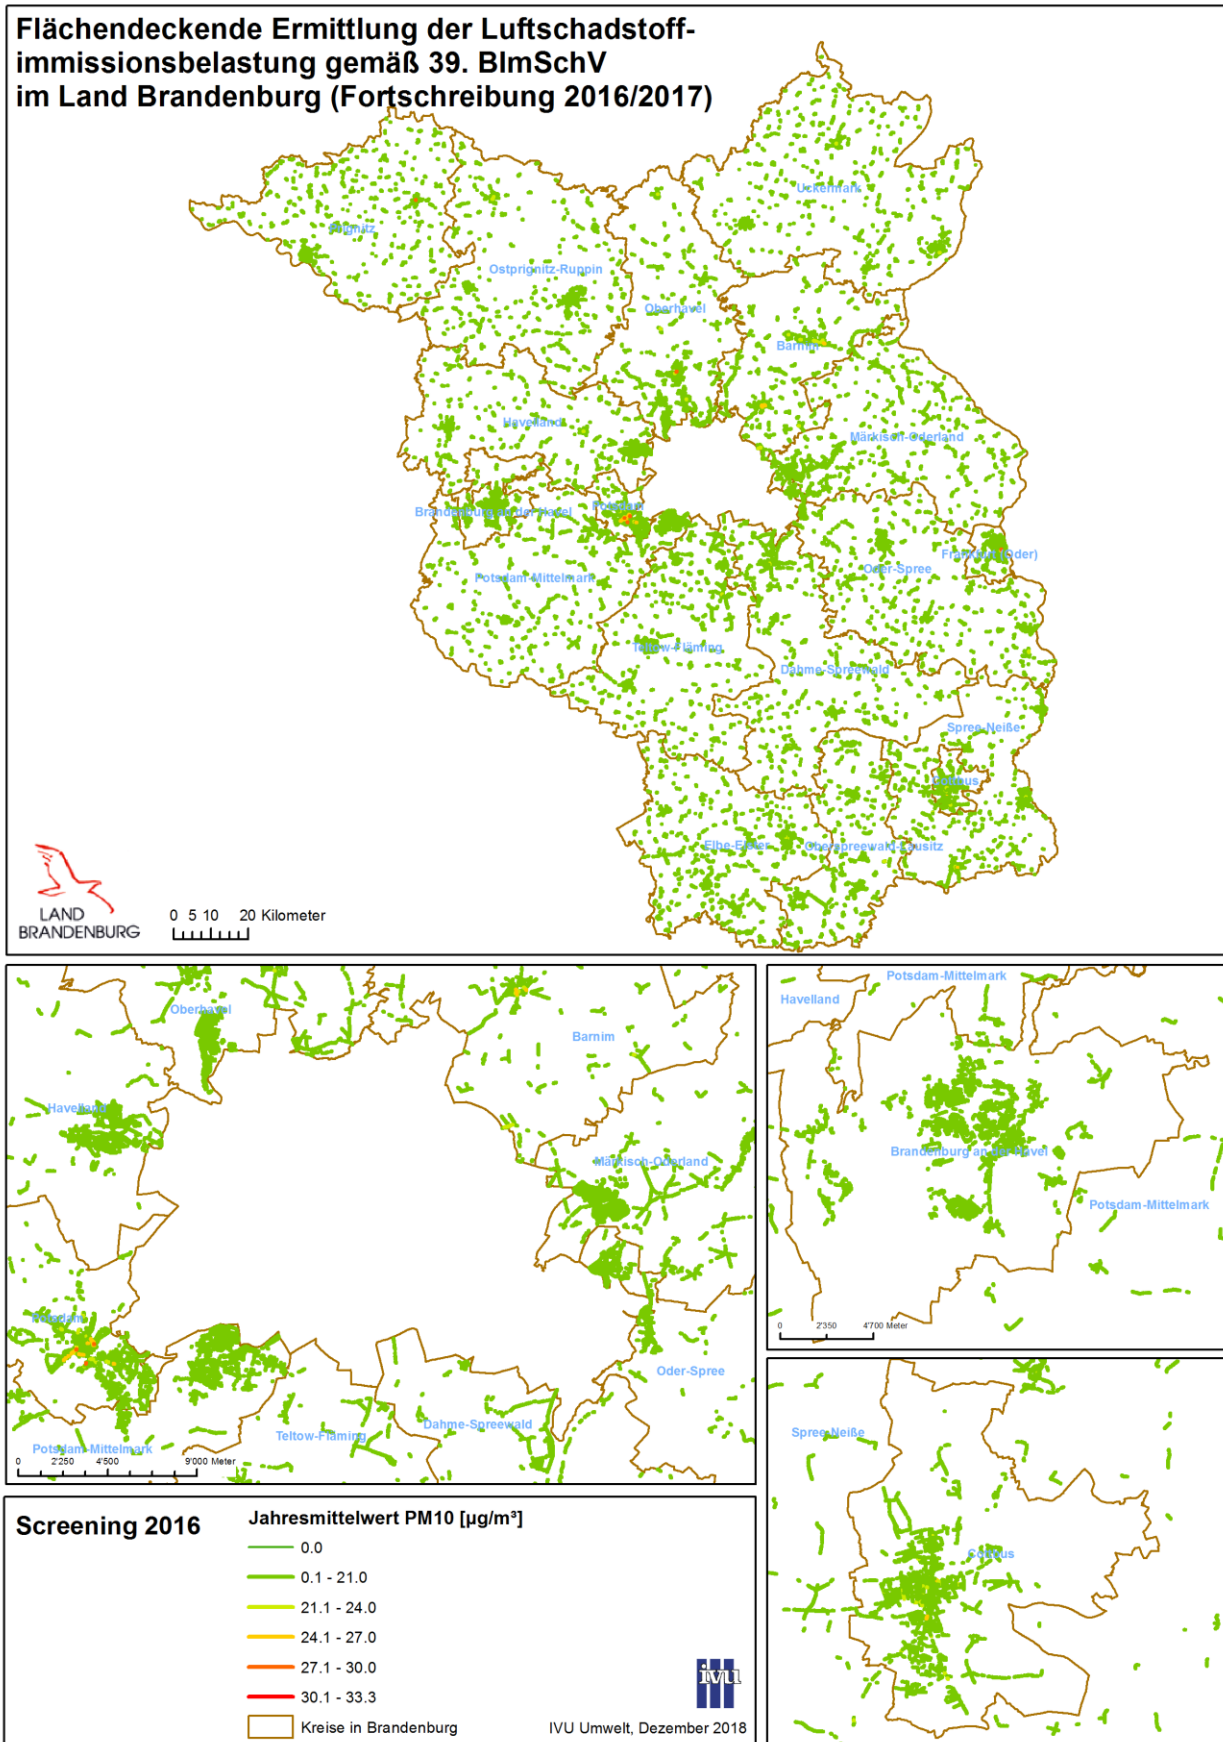 Flächendeckende Ermittlung der Luftschadstoff-
immissionsbelastung gemäß 39. BImSchV
im Land Brandenburg (Fortschreibung 2016/2017)
Uckermark
Prignitz
Ostprignitz-Ruppin
Oberhavel
Barnim
Havelland
Märkisch-Oderland
Brandenburg an der Havel
Potsdam
Frankfurt (Oder)
Oder-Spree
Potsdam-Mittelmark
Teltow-Fläming
Dahme-Spreewald
Spree-Neiße
Cottbus
Elbe-Elster
Oberspreewald-Lausitz
LAND
BRANDENBURG
0 5 10 20 Kilometer
Oberhavel
Barnim
Havelland
Märkisch-Oderland
Potsdam
Oder-Spree
Dahme-Spreewald
Teltow-Fläming
Potsdam-Mittelmark
0 2'250 4'500 9'000 Meter
Potsdam-Mittelmark
Havelland
Brandenburg an der Havel
Potsdam-Mittelmark
0 2'350 4'700 Meter
Spree-Neiße
Cottbus
Screening 2016
Jahresmittelwert PM10 [µg/m³]
0.0
0.1 - 21.0
21.1 - 24.0
24.1 - 27.0
27.1 - 30.0
30.1 - 33.3
Kreise in Brandenburg
ivu
IVU Umwelt, Dezember 2018